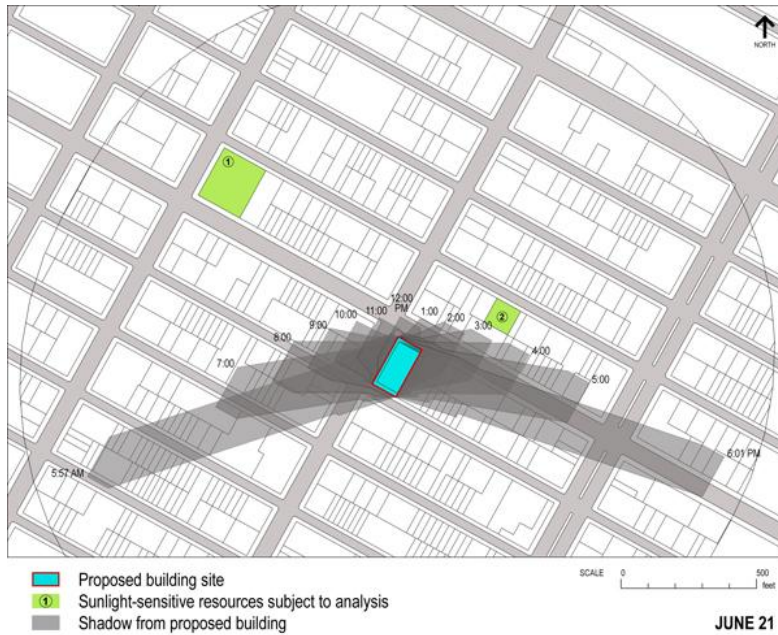 NORTH
①
12:00
PM
11:00
1:00
10:00
2:00
②
9:00
3:00
8:00
4:00
7:00
5:00
6:01 PM
5:57 AM
Proposed building site
① Sunlight-sensitive resources subject to analysis
Shadow from proposed building
SCALE 0 500
feet
JUNE 21